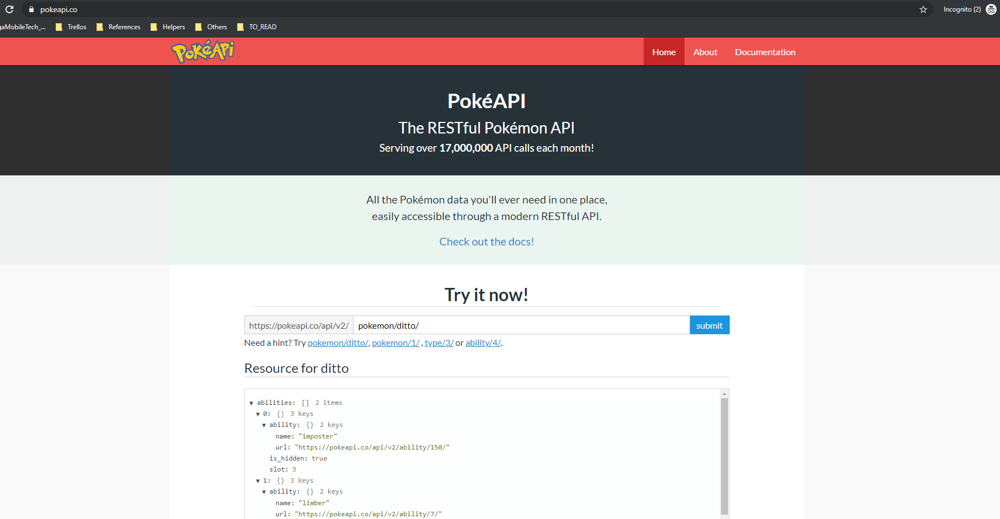 pokeapi.co
Incognito (2)
gaMobileTech_...
Trellos
References
Helpers
Others
TO_READ
PokéAPi
Home
About
Documentation
PokéAPI
The RESTful Pokémon API
Serving over 17,000,000 API calls each month!
All the Pokémon data you'll ever need in one place,
easily accessible through a modern RESTful API.
Check out the docs!
Try it now!
https://pokeapi.co/api/v2/ pokemon/ditto/ submit
Need a hint? Try pokemon/ditto/, pokemon/1/ , type/3/ or ability/4/.
Resource for ditto
abilities: [] 2 items
0: {} 3 keys
ability: {} 2 keys
name: "imposter"
url: "https://pokeapi.co/api/v2/ability/150/"
is_hidden: true
slot: 3
1: {} 3 keys
ability: {} 2 keys
name: "limber"
url: "https://pokeapi.co/api/v2/ability/7/"